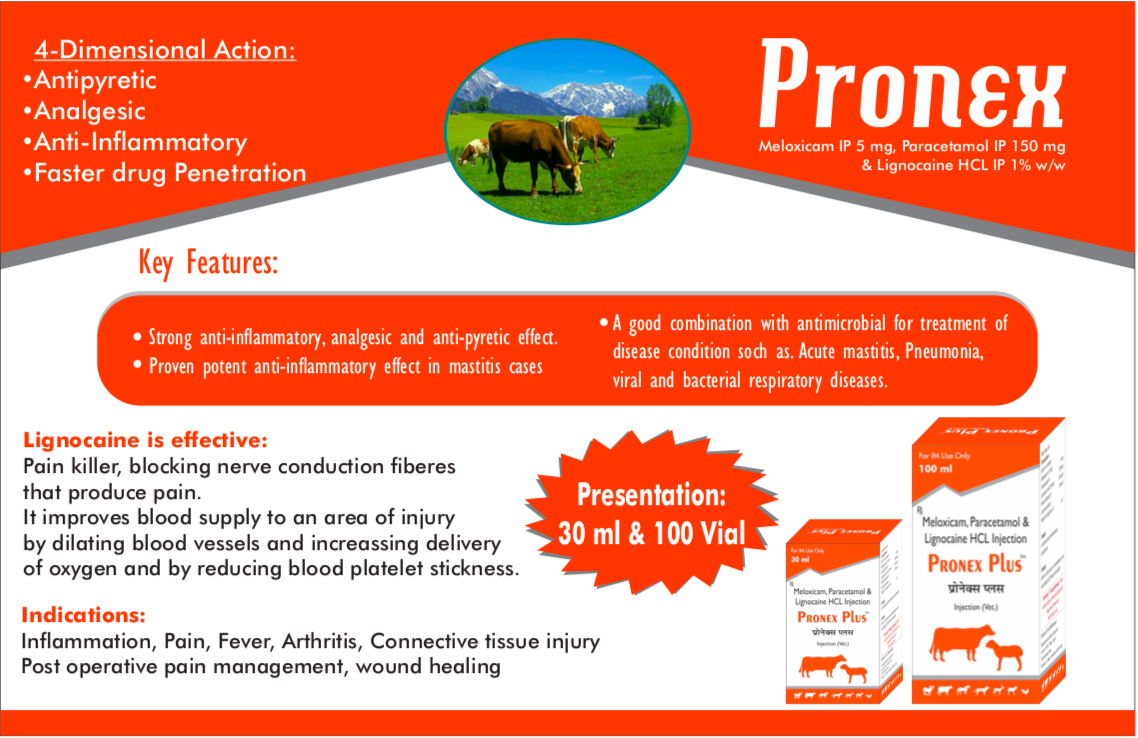 4-Dimensional Action:
•Antipyretic
•Analgesic
•Anti-Inflammatory
•Faster drug Penetration
Pronex
Meloxicam IP 5 mg, Paracetamol IP 150 mg
& Lignocaine HCL IP 1% w/w
Key Features:
• Strong anti-inflammatory, analgesic and anti-pyretic effect.
• Proven potent anti-inflammatory effect in mastitis cases
• A good combination with antimicrobial for treatment of
disease condition soch as. Acute mastitis, Pneumonia,
viral and bacterial respiratory diseases.
Lignocaine is effective:
Pain killer, blocking nerve conduction fiberes
that produce pain.
It improves blood supply to an area of injury
by dilating blood vessels and increassing delivery
of oxygen and by reducing blood platelet stickness.
Indications:
Inflammation, Pain, Fever, Arthritis, Connective tissue injury
Post operative pain management, wound healing
Presentation:
30 ml & 100 Vial
Pronex Plus
For IM Use Only
30 ml
Meloxicam, Paracetamol &
Lignocaine HCL Injection
Pronex Plus™
प्रोनेक्स प्लस
Injection (Vet.)
Pronex Plus
For IM Use Only
100 ml
℞
Meloxicam, Paracetamol &
Lignocaine HCL Injection
Pronex Plus™
प्रोनेक्स प्लस
Injection (Vet.)